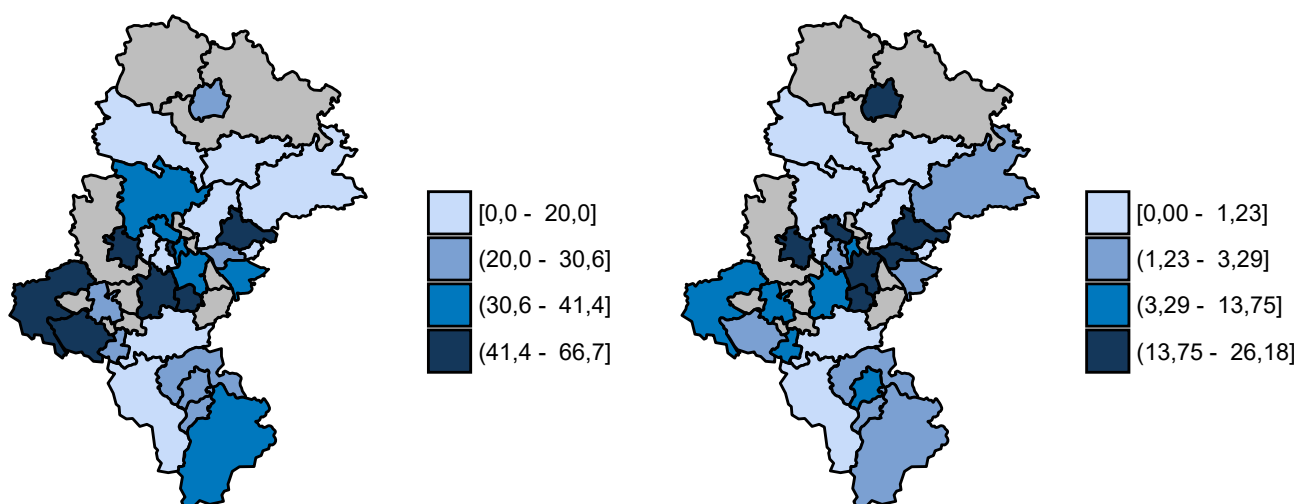 [0,0 - 20,0]
(20,0 - 30,6]
(30,6 - 41,4]
(41,4 - 66,7]
[0,00 - 1,23]
(1,23 - 3,29]
(3,29 - 13,75]
(13,75 - 26,18]